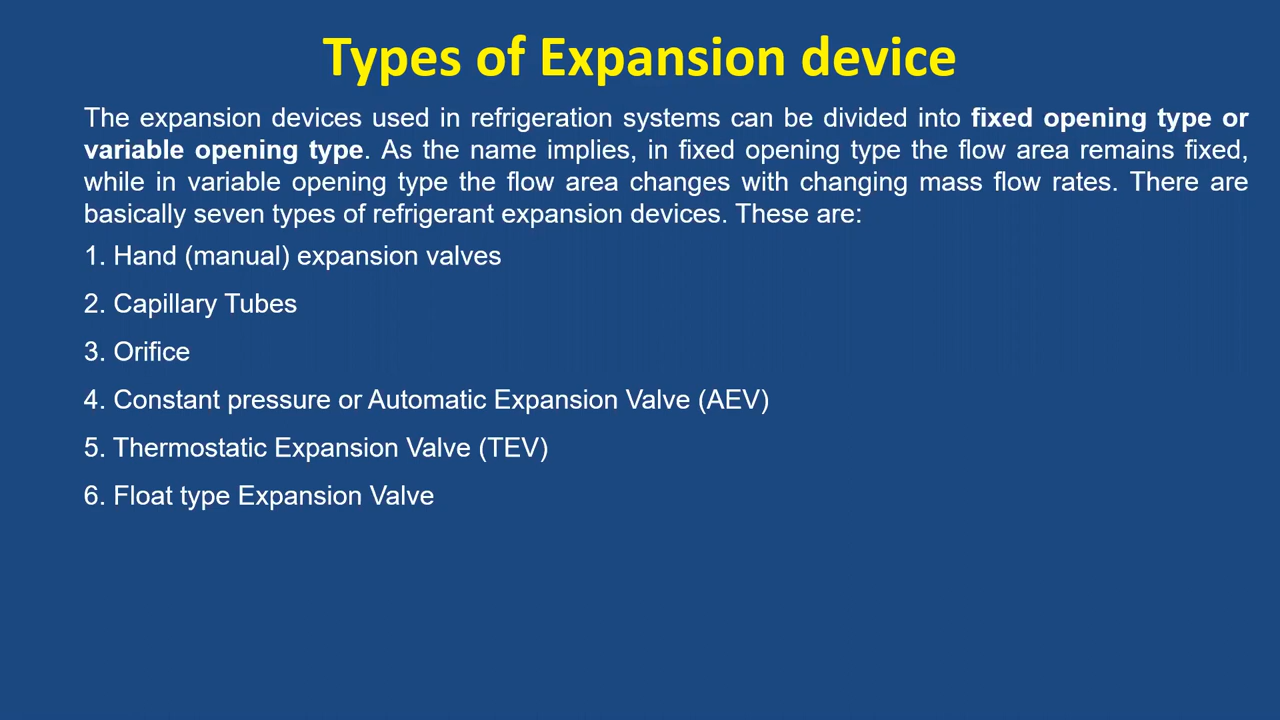 Types of Expansion device
The expansion devices used in refrigeration systems can be divided into fixed opening type or
variable opening type. As the name implies, in fixed opening type the flow area remains fixed,
while in variable opening type the flow area changes with changing mass flow rates. There are
basically seven types of refrigerant expansion devices. These are:
1. Hand (manual) expansion valves
2. Capillary Tubes
3. Orifice
4. Constant pressure or Automatic Expansion Valve (AEV)
5. Thermostatic Expansion Valve (TEV)
6. Float type Expansion Valve